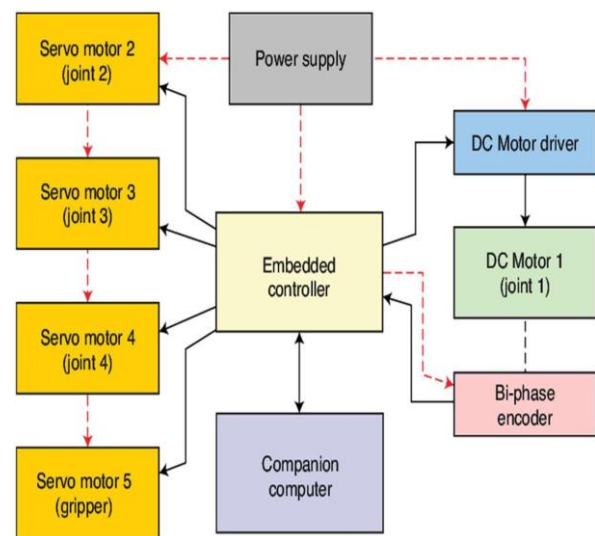 Servo motor 2
(joint 2)
Power supply
DC Motor driver
Servo motor 3
(joint 3)
Embedded
controller
DC Motor 1
(joint 1)
Servo motor 4
(joint 4)
Bi-phase
encoder
Companion
computer
Servo motor 5
(gripper)